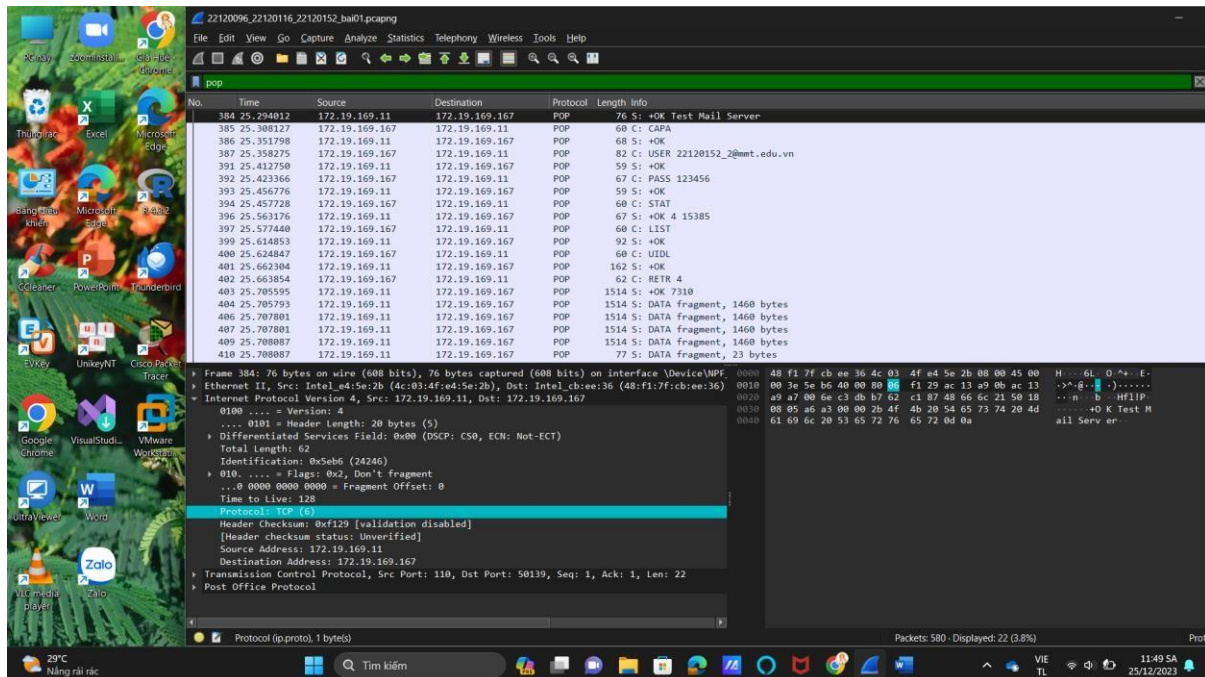 PC này
ZoomInstall...
Gia Huê - Chrome
Thùng rác
Excel
Microsoft Edge
Bảng điều khiển
Microsoft Edge
R 4.3.2
CCleaner
PowerPoint
Thunderbird
EVKey
UnikeyNT
Cisco Packet Tracer
Google Chrome
VisualStudi...
VMware Workstati...
UltraViewer
Word
VLC media player
Zalo
Zalo
22120096_22120116_22120152_bai01.pcapng
File Edit View Go Capture Analyze Statistics Telephony Wireless Tools Help
pop
No. Time Source Destination Protocol Length Info
384 25.294012 172.19.169.11 172.19.169.167 POP 76 S: +OK Test Mail Server
385 25.308127 172.19.169.167 172.19.169.11 POP 60 C: CAPA
386 25.351798 172.19.169.11 172.19.169.167 POP 68 S: +OK
387 25.358275 172.19.169.167 172.19.169.11 POP 82 C: USER 22120152_2@mmt.edu.vn
391 25.412750 172.19.169.11 172.19.169.167 POP 59 S: +OK
392 25.423366 172.19.169.167 172.19.169.11 POP 67 C: PASS 123456
393 25.456776 172.19.169.11 172.19.169.167 POP 59 S: +OK
394 25.457728 172.19.169.167 172.19.169.11 POP 60 C: STAT
396 25.563176 172.19.169.11 172.19.169.167 POP 67 S: +OK 4 15385
397 25.577440 172.19.169.167 172.19.169.11 POP 60 C: LIST
399 25.614853 172.19.169.11 172.19.169.167 POP 92 S: +OK
400 25.624847 172.19.169.167 172.19.169.11 POP 60 C: UIDL
401 25.662304 172.19.169.11 172.19.169.167 POP 162 S: +OK
402 25.663854 172.19.169.167 172.19.169.11 POP 62 C: RETR 4
403 25.705595 172.19.169.11 172.19.169.167 POP 1514 S: +OK 7310
404 25.705793 172.19.169.11 172.19.169.167 POP 1514 S: DATA fragment, 1460 bytes
406 25.707801 172.19.169.11 172.19.169.167 POP 1514 S: DATA fragment, 1460 bytes
407 25.707801 172.19.169.11 172.19.169.167 POP 1514 S: DATA fragment, 1460 bytes
409 25.708087 172.19.169.11 172.19.169.167 POP 1514 S: DATA fragment, 1460 bytes
410 25.708087 172.19.169.11 172.19.169.167 POP 77 S: DATA fragment, 23 bytes
Frame 384: 76 bytes on wire (608 bits), 76 bytes captured (608 bits) on interface \Device\NPF_
Ethernet II, Src: Intel_e4:5e:2b (4c:03:4f:e4:5e:2b), Dst: Intel_cb:ee:36 (48:f1:7f:cb:ee:36)
Internet Protocol Version 4, Src: 172.19.169.11, Dst: 172.19.169.167
0100 .... = Version: 4
.... 0101 = Header Length: 20 bytes (5)
Differentiated Services Field: 0x00 (DSCP: CS0, ECN: Not-ECT)
Total Length: 62
Identification: 0x5eb6 (24246)
010. .... = Flags: 0x2, Don't fragment
...0 0000 0000 0000 = Fragment Offset: 0
Time to Live: 128
Protocol: TCP (6)
Header Checksum: 0xf129 [validation disabled]
[Header checksum status: Unverified]
Source Address: 172.19.169.11
Destination Address: 172.19.169.167
Transmission Control Protocol, Src Port: 110, Dst Port: 50139, Seq: 1, Ack: 1, Len: 22
Post Office Protocol
0000 48 f1 7f cb ee 36 4c 03 4f e4 5e 2b 08 00 45 00 H····6L· O·^+··E·
0010 00 3e 5e b6 40 00 80 06 f1 29 ac 13 a9 0b ac 13 ·>^·@··· ·)······
0020 a9 a7 00 6e c3 db b7 62 c1 87 48 66 6c 21 50 18 ···n···b ··Hfl!P·
0030 08 05 a6 a3 00 00 2b 4f 4b 20 54 65 73 74 20 4d ······+O K Test M
0040 61 69 6c 20 53 65 72 76 65 72 0d 0a ail Serv er··
Protocol (ip.proto), 1 byte(s)
Packets: 580 · Displayed: 22 (3.8%)
Prof
29°C
Nắng rải rác
Tìm kiếm
VIE
TL
11:49 SA
25/12/2023